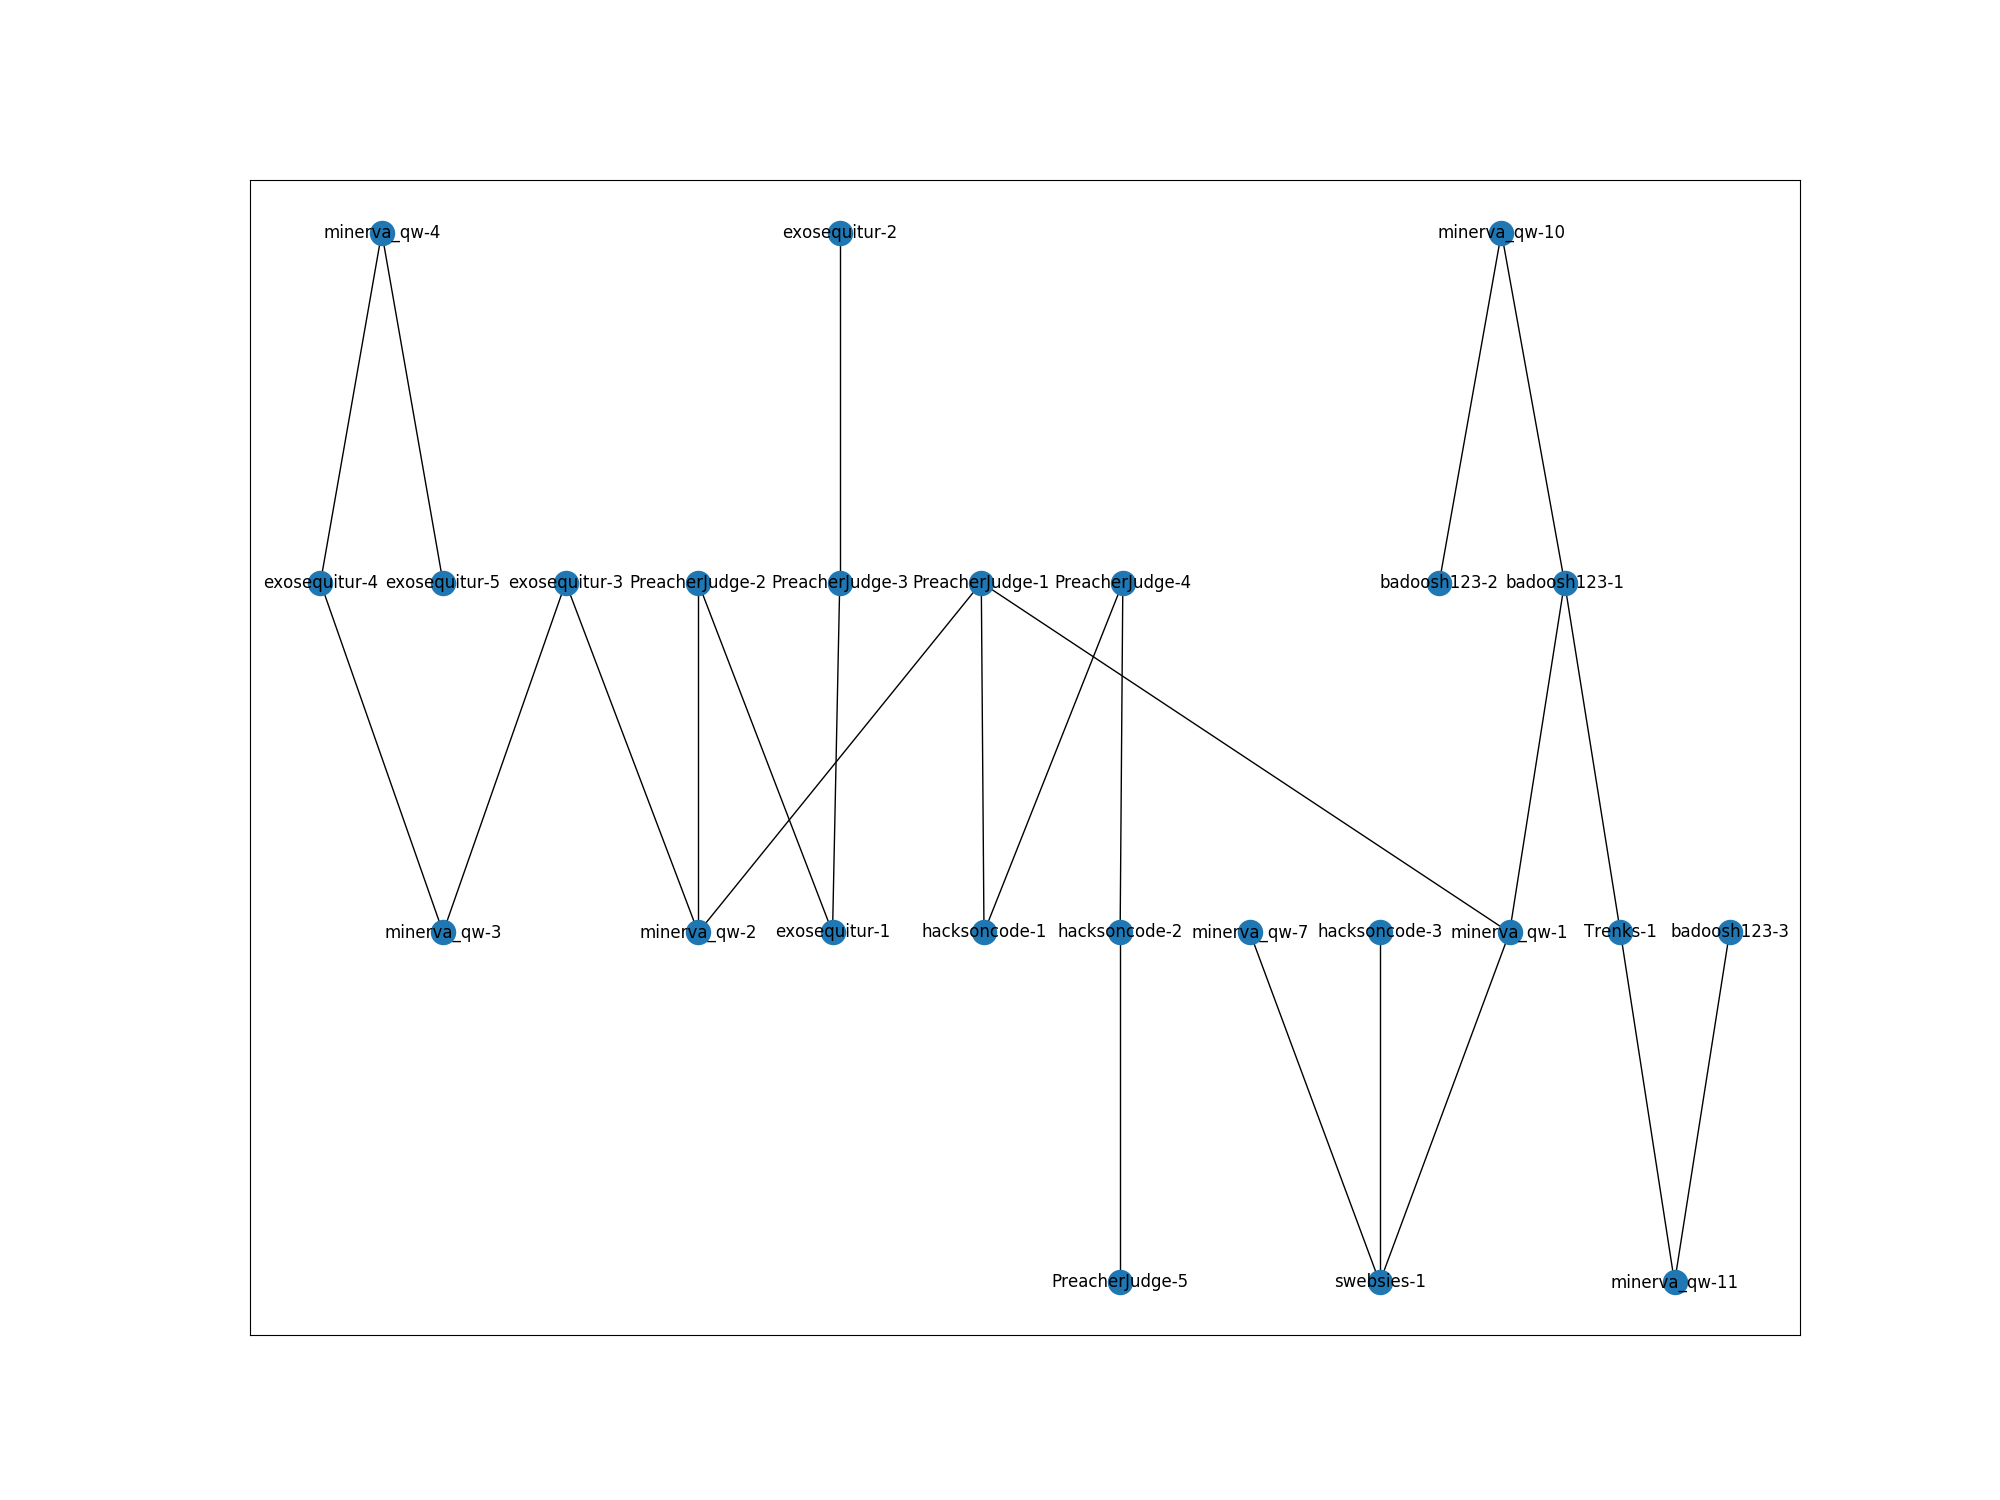 minerva_qw-4 exosequitur-2 minerva_qw-10
exosequitur-4 exosequitur-5 exosequitur-3 PreacherJudge-2 PreacherJudge-3 PreacherJudge-1 PreacherJudge-4 badoosh123-2 badoosh123-1
minerva_qw-3 minerva_qw-2 exosequitur-1 hacksoncode-1 hacksoncode-2 minerva_qw-7 hacksoncode-3 minerva_qw-1 Trenks-1 badoosh123-3
PreacherJudge-5 swebsies-1 minerva_qw-11